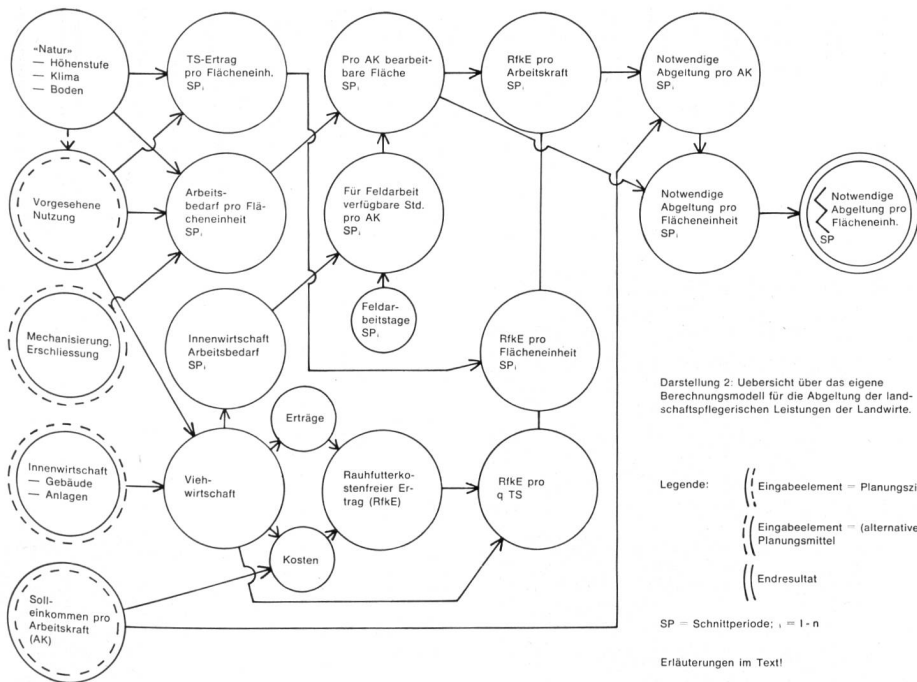 «Natur»
— Höhenstufe
— Klima
— Boden
TS-Ertrag
pro Flächeneinh.
SPᵢ
Pro AK bearbeit-
bare Fläche
SPᵢ
RfkE pro
Arbeitskraft
SPᵢ
Notwendige
Abgeltung pro AK
SPᵢ
Vorgesehene
Nutzung
Arbeits-
bedarf pro Flä-
cheneinheit
SPᵢ
Für Feldarbeit
verfügbare Std.
pro AK
SPᵢ
Notwendige
Abgeltung pro
Flächeneinheit
SPᵢ
Notwendige
Abgeltung pro
Flächeneinh.
SP
Mechanisierung,
Erschliessung
Innenwirtschaft
Arbeitsbedarf
SPᵢ
Feldar-
beitstage
SPᵢ
RfkE pro
Flächeneinheit
SPᵢ
Innenwirtschaft
— Gebäude
— Anlagen
Vieh-
wirtschaft
Erträge
Kosten
Rauhfutterko-
stenfreier Er-
trag (RfkE)
RfkE pro
q TS
Soll-
einkommen pro
Arbeitskraft
(AK)
Darstellung 2: Uebersicht über das eigene
Berechnungsmodell für die Abgeltung der land-
schaftspflegerischen Leistungen der Landwirte.
Legende:
Eingabeelement = Planungszi
Eingabeelement = (alternative
Planungsmittel
Endresultat
SP = Schnittperiode; ᵢ = 1-n
Erläuterungen im Text!